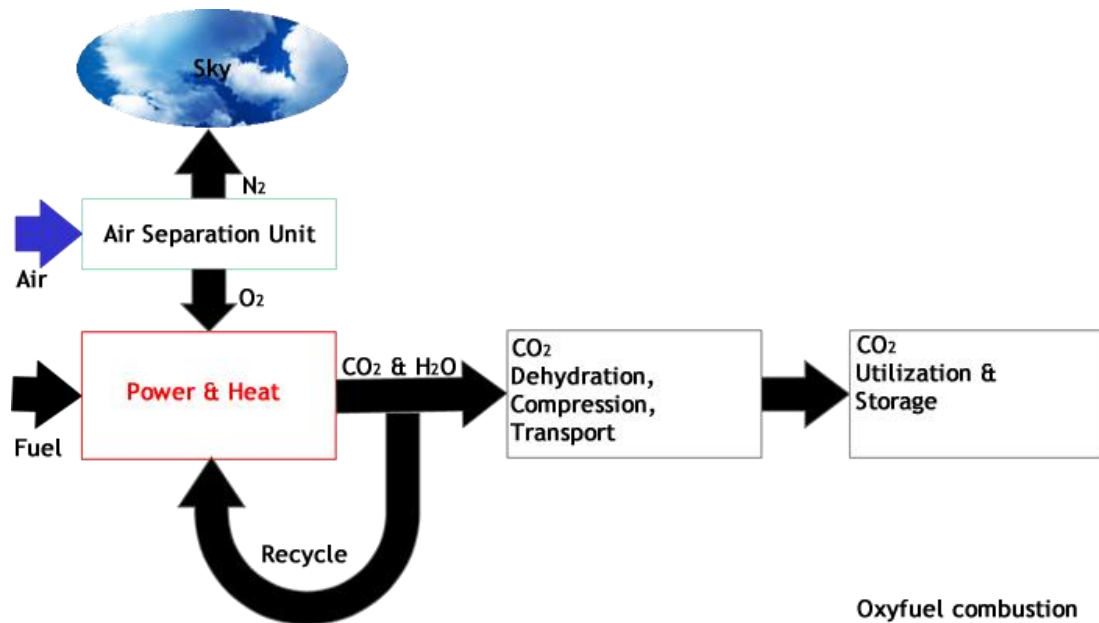 Sky
N₂
Air Separation Unit
Air
O₂
Power & Heat
CO₂ & H₂O
CO₂
Dehydration,
Compression,
Transport
CO₂
Utilization &
Storage
Fuel
Recycle
Oxyfuel combustion